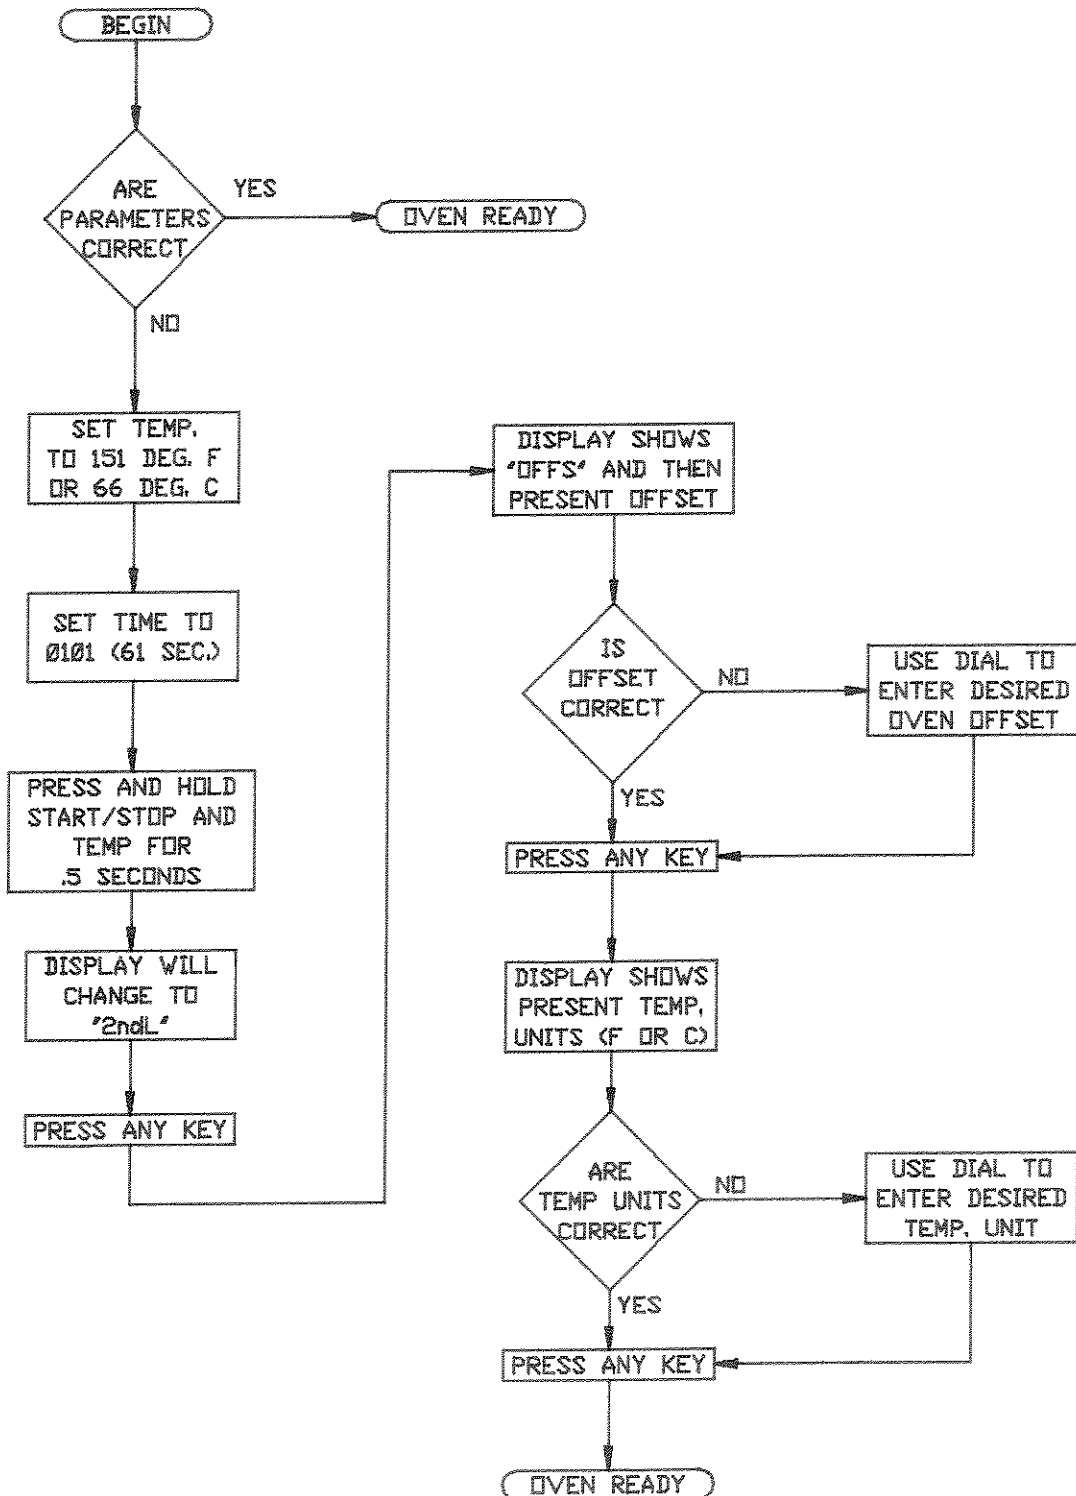 BEGIN
ARE
PARAMETERS
CORRECT
YES
OVEN READY
NO
SET TEMP.
TO 151 DEG. F
OR 66 DEG. C
SET TIME TO
0101 (61 SEC.)
PRESS AND HOLD
START/STOP AND
TEMP FOR
.5 SECONDS
DISPLAY WILL
CHANGE TO
"2ndL"
PRESS ANY KEY
DISPLAY SHOWS
"OFFS" AND THEN
PRESENT OFFSET
IS
OFFSET
CORRECT
NO
USE DIAL TO
ENTER DESIRED
OVEN OFFSET
YES
PRESS ANY KEY
DISPLAY SHOWS
PRESENT TEMP.
UNITS (F OR C)
ARE
TEMP UNITS
CORRECT
NO
USE DIAL TO
ENTER DESIRED
TEMP. UNIT
YES
PRESS ANY KEY
OVEN READY